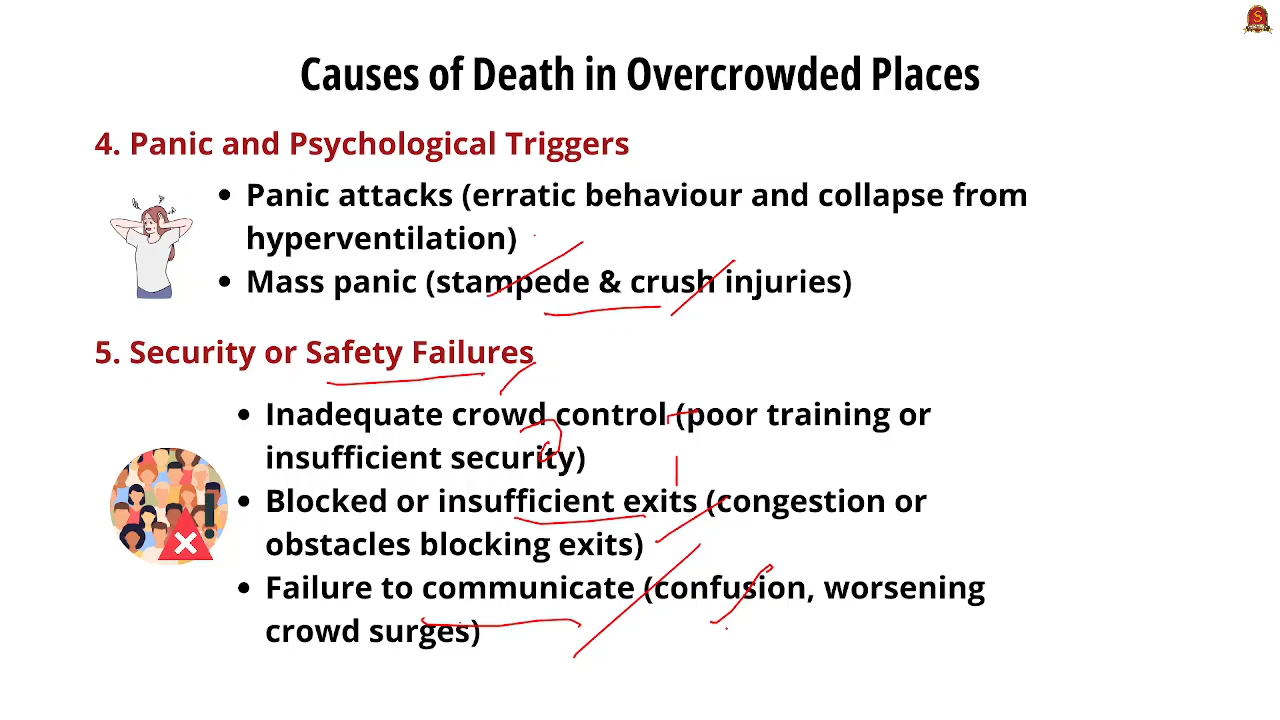 Causes of Death in Overcrowded Places
4. Panic and Psychological Triggers
• Panic attacks (erratic behaviour and collapse from
hyperventilation)
• Mass panic (stampede & crush injuries)
5. Security or Safety Failures
• Inadequate crowd control (poor training or
insufficient security)
• Blocked or insufficient exits (congestion or
obstacles blocking exits)
• Failure to communicate (confusion, worsening
crowd surges)